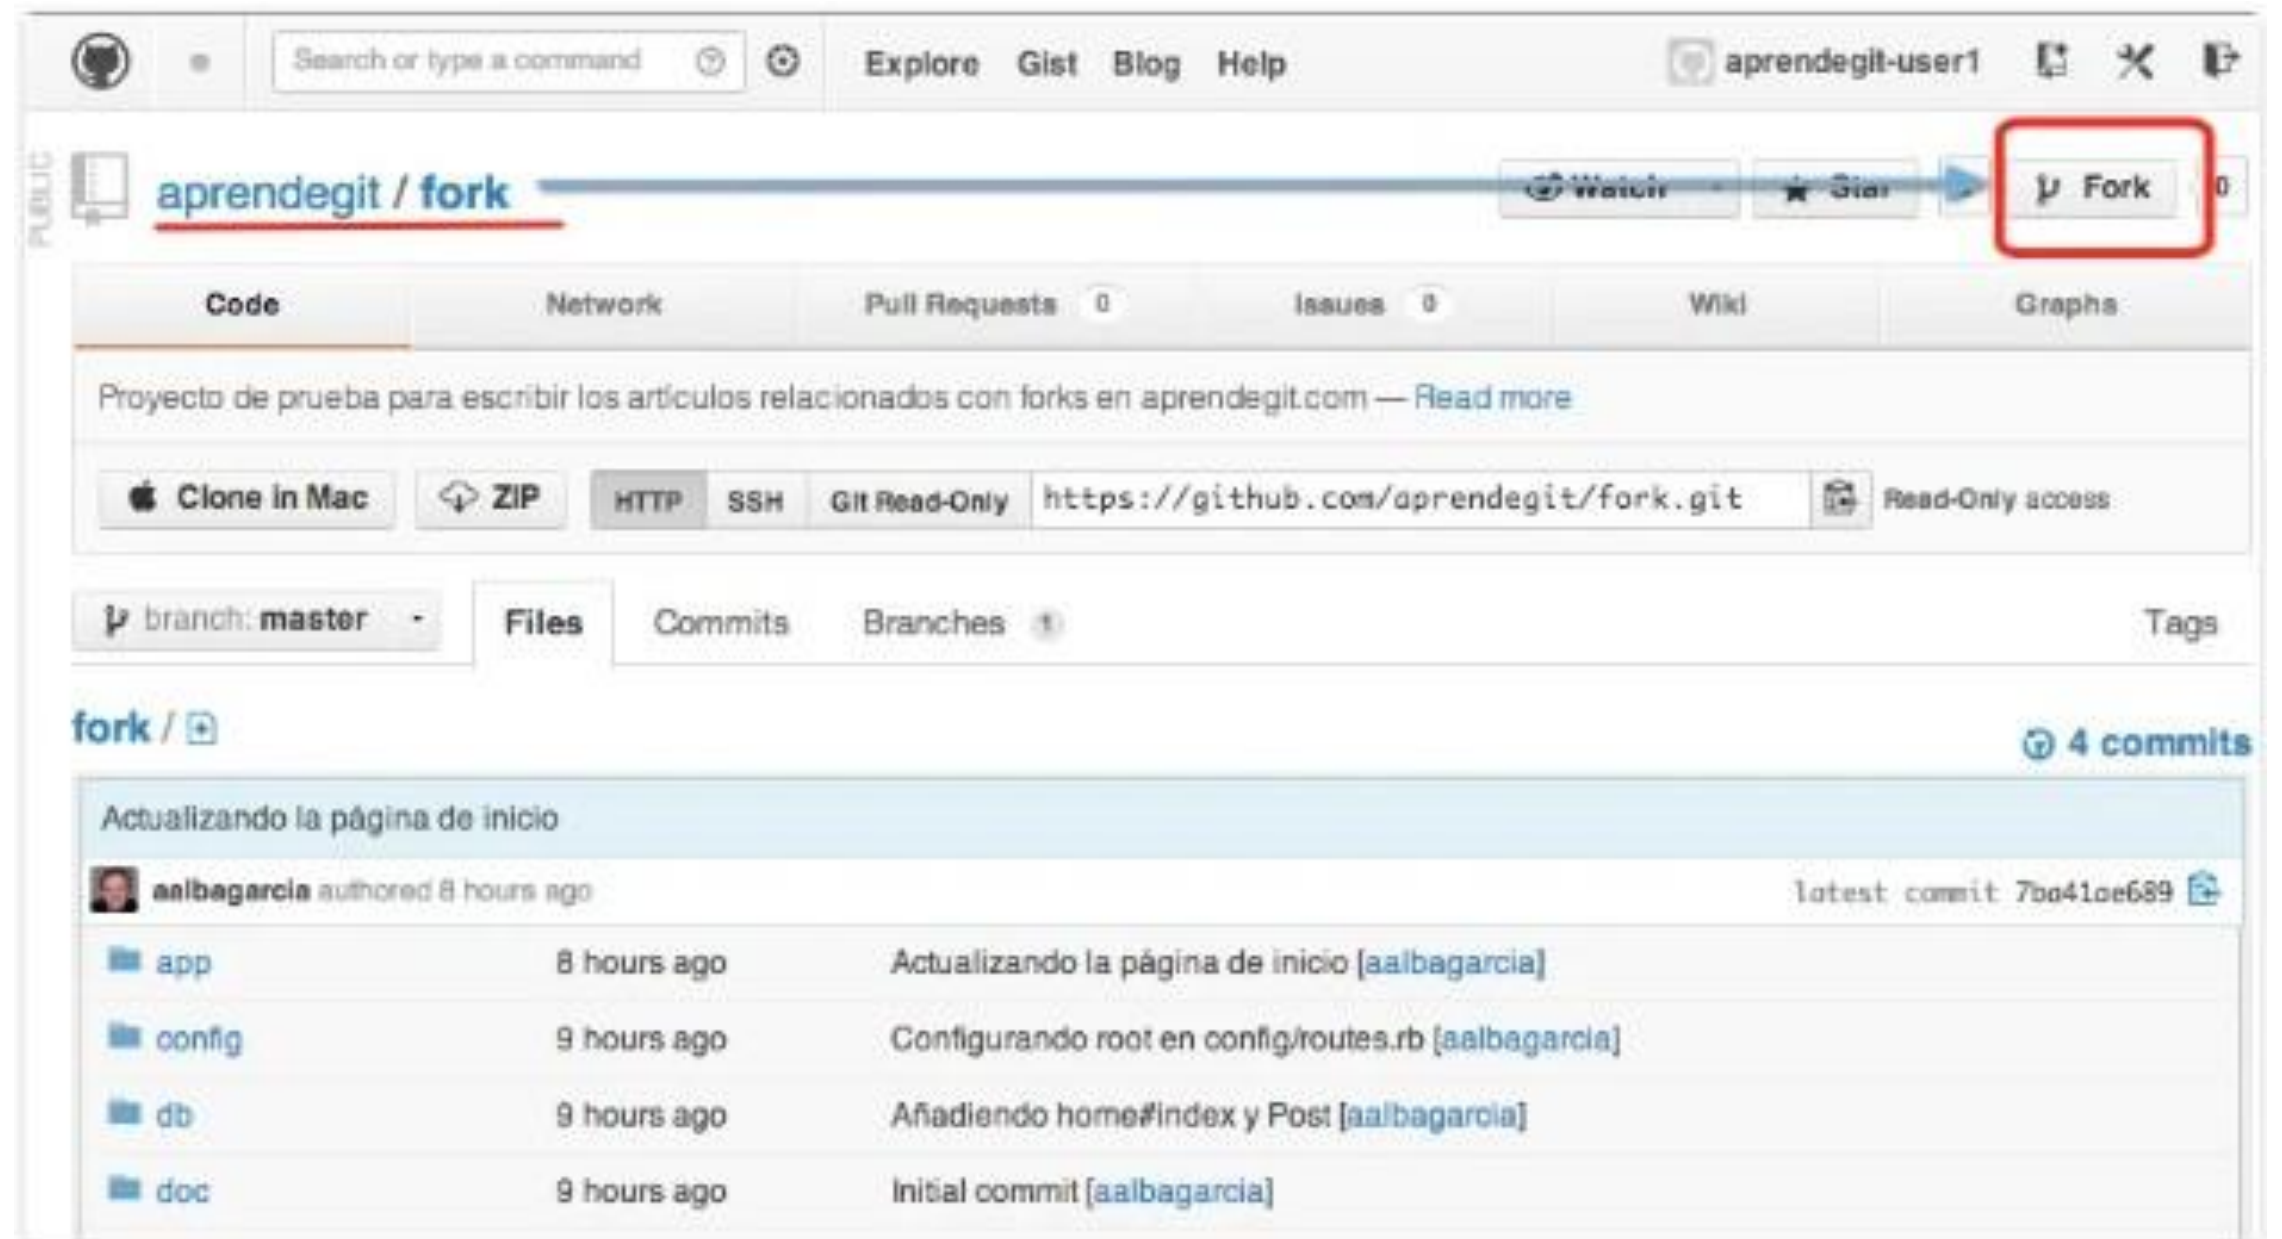 Search or type a command
Explore Gist Blog Help
aprendegit-user1
PUBLIC
aprendegit / fork
Watch
Star
Fork
0
Code
Network
Pull Requests 0
Issues 0
Wiki
Graphs
Proyecto de prueba para escribir los artículos relacionados con forks en aprendegit.com — Read more
Clone in Mac
ZIP
HTTP
SSH
Git Read-Only
https://github.com/aprendegit/fork.git
Read-Only access
branch: master
Files
Commits
Branches 1
Tags
fork /
4 commits
Actualizando la página de inicio
aalbagarcia authored 8 hours ago
latest commit 7ba41ae689
app 8 hours ago Actualizando la página de inicio [aalbagarcia]
config 9 hours ago Configurando root en config/routes.rb [aalbagarcia]
db 9 hours ago Añadiendo home#index y Post [aalbagarcia]
doc 9 hours ago Initial commit [aalbagarcia]